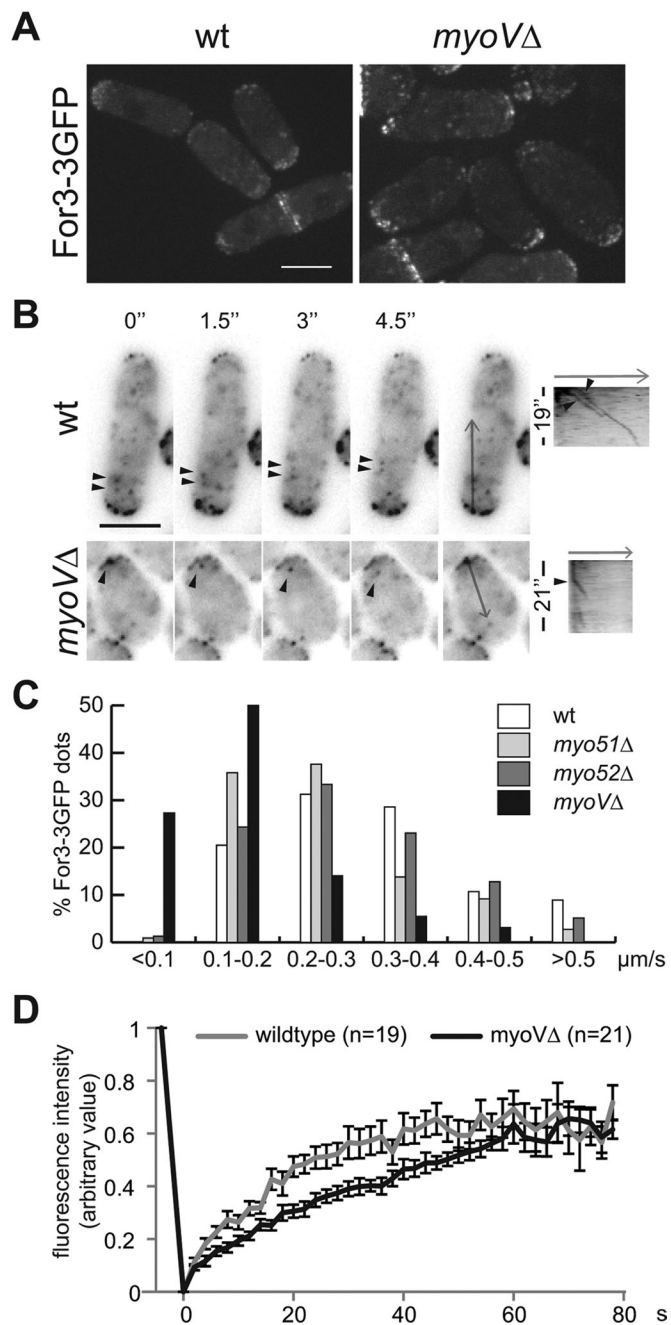 A
wt
myoVΔ
For3-3GFP
B
0”
1.5”
3”
4.5”
wt
19”
myoVΔ
21”
C
% For3-3GFP dots
50
40
30
20
10
0
wt
myo51Δ
myo52Δ
myoVΔ
<0.1
0.1-0.2
0.2-0.3
0.3-0.4
0.4-0.5
>0.5
μm/s
D
fluorescence intensity
(arbitrary value)
wildtype (n=19)
myoVΔ (n=21)
1
0.8
0.6
0.4
0.2
0
0
20
40
60
80
s